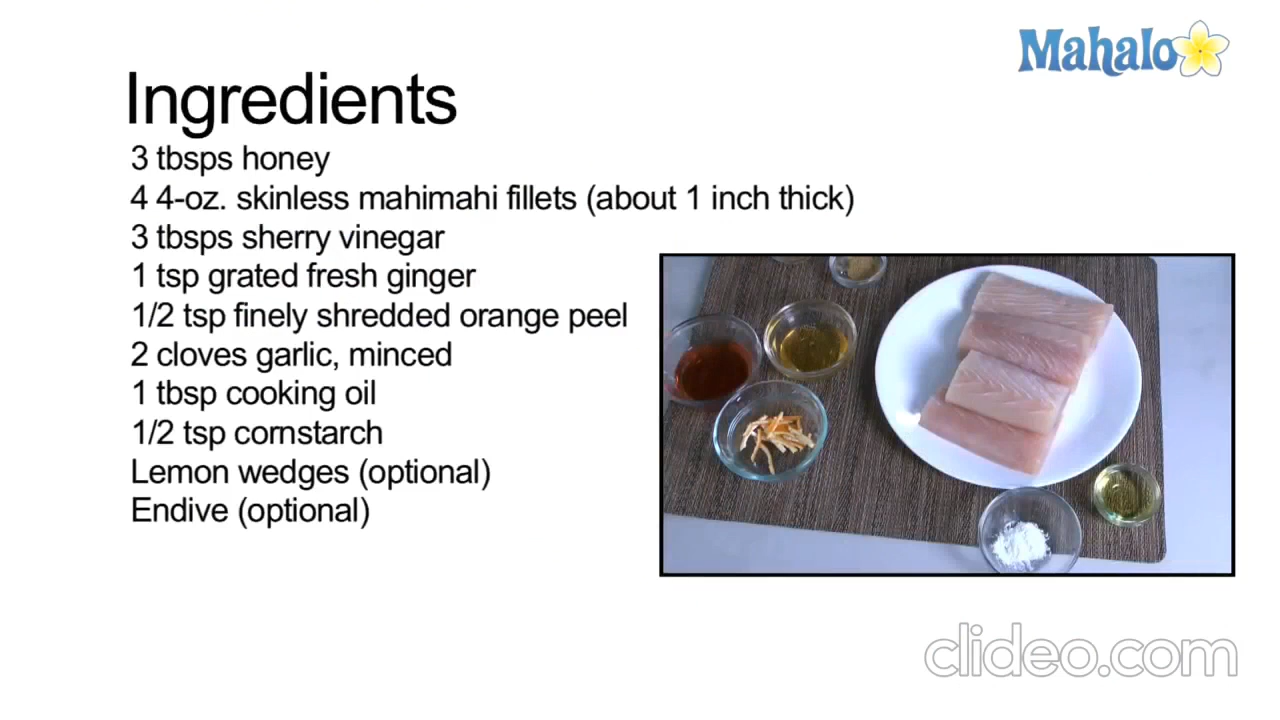 Mahalo
Ingredients
3 tbsps honey
4 4-oz. skinless mahimahi fillets (about 1 inch thick)
3 tbsps sherry vinegar
1 tsp grated fresh ginger
1/2 tsp finely shredded orange peel
2 cloves garlic, minced
1 tbsp cooking oil
1/2 tsp cornstarch
Lemon wedges (optional)
Endive (optional)
clideo.com